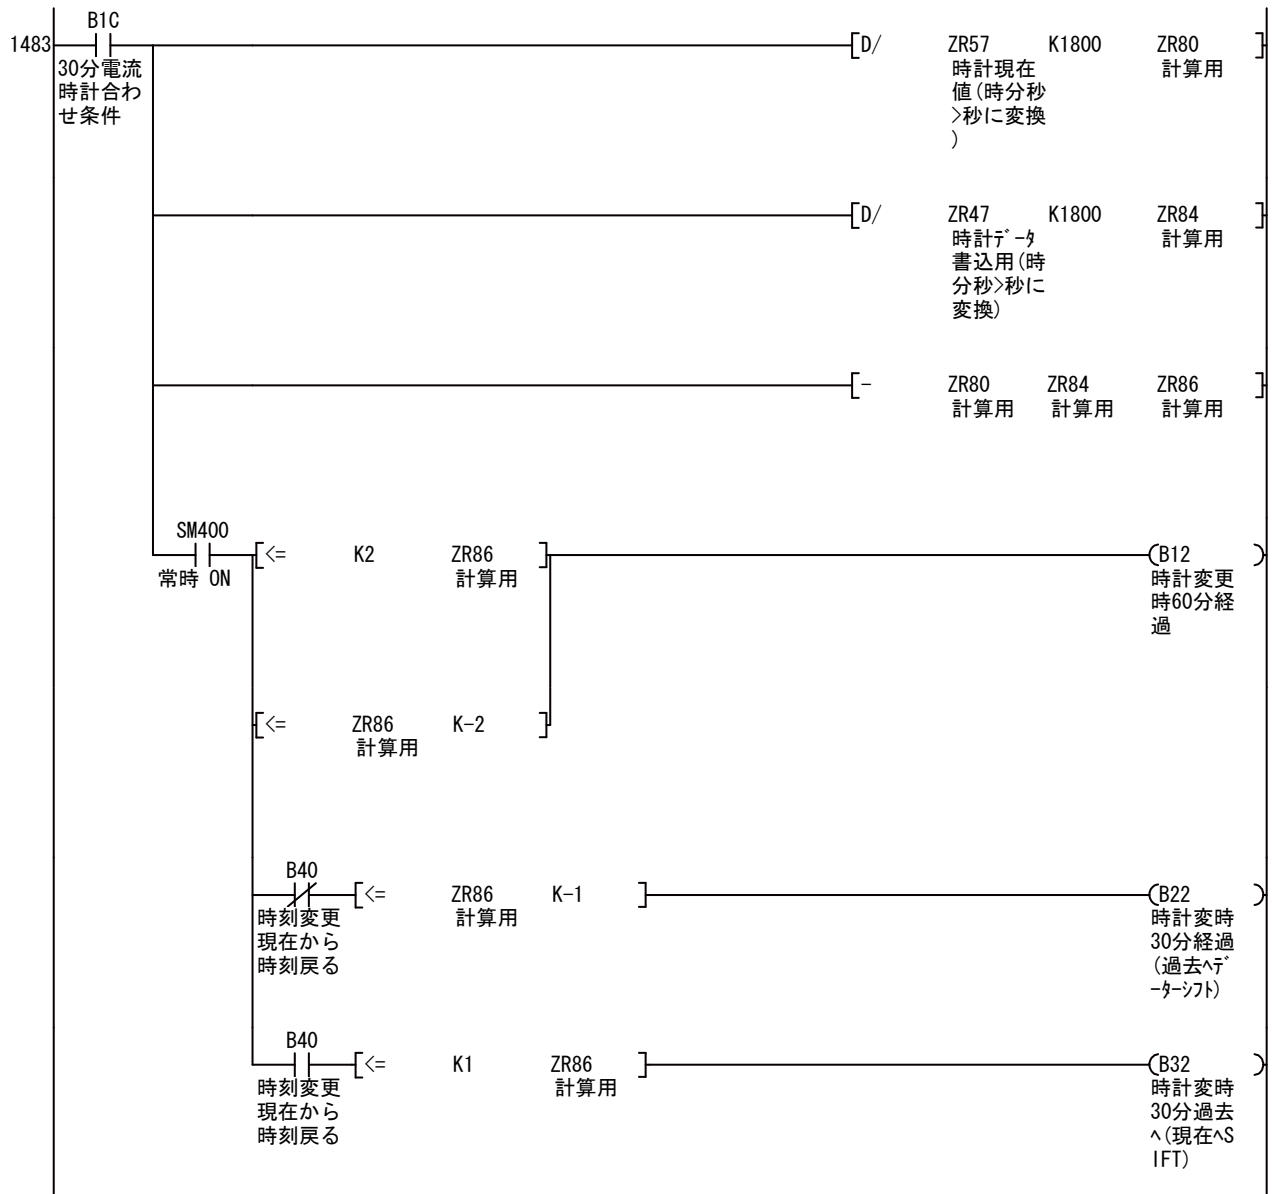 B1C
1483
30分電流
時計合わ
せ条件
[D/ ZR57 K1800 ZR80 ]
時計現在
値(時分秒
>秒に変換
)
計算用
[D/ ZR47 K1800 ZR84 ]
時計ﾃﾞｰﾀ
書込用(時
分秒>秒に
変換)
計算用
[- ZR80 ZR84 ZR86 ]
計算用 計算用 計算用
SM400
常時 ON
[<= K2 ZR86 ]
計算用
(B12 )
時計変更
時60分経
過
[<= ZR86 K-2 ]
計算用
B40
時刻変更
現在から
時刻戻る
[<= ZR86 K-1 ]
計算用
(B22 )
時計変時
30分経過
(過去ﾍﾃﾞ
ｰﾀｰｼﾌﾄ)
B40
時刻変更
現在から
時刻戻る
[<= K1 ZR86 ]
計算用
(B32 )
時計変時
30分過去
へ(現在へS
IFT)